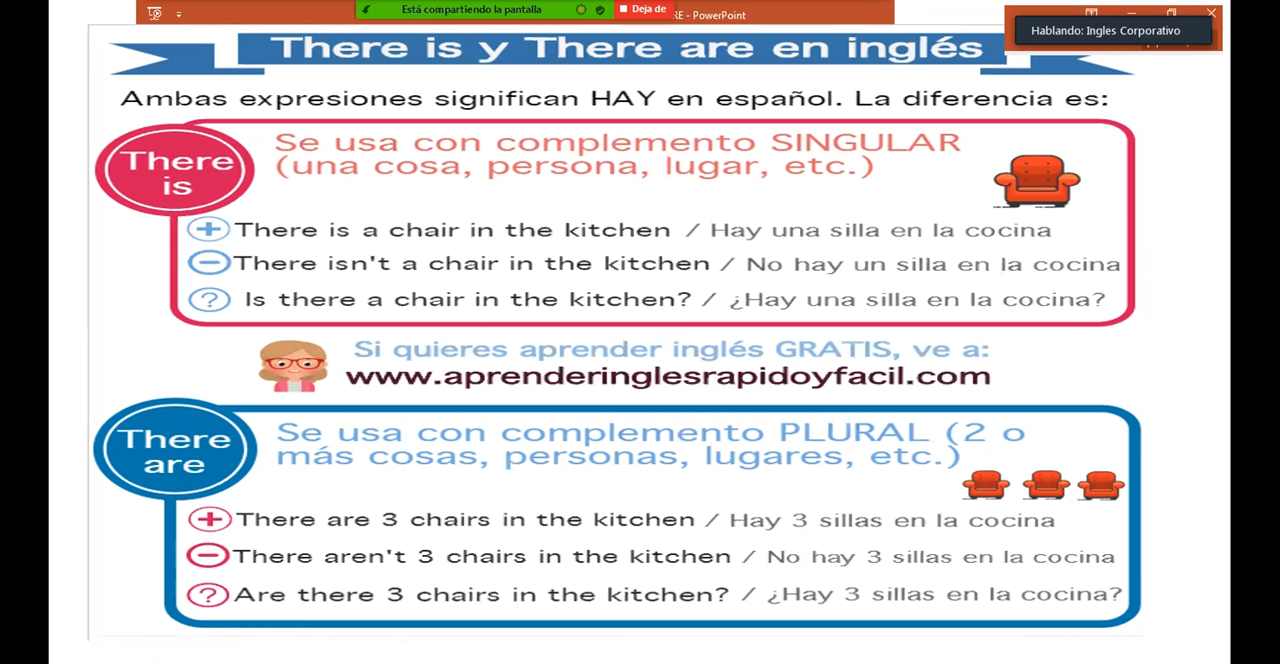 Está compartiendo la pantalla
Deja de
RE - PowerPoint
Hablando: Ingles Corporativo
There is y There are en inglés
Ambas expresiones significan HAY en español. La diferencia es:
There
is
Se usa con complemento SINGULAR
(una cosa, persona, lugar, etc.)
+ There is a chair in the kitchen / Hay una silla en la cocina
− There isn't a chair in the kitchen / No hay un silla en la cocina
? Is there a chair in the kitchen? / ¿Hay una silla en la cocina?
Si quieres aprender inglés GRATIS, ve a:
www.aprenderinglesrapidoyfacil.com
There
are
Se usa con complemento PLURAL (2 o
más cosas, personas, lugares, etc.)
+ There are 3 chairs in the kitchen / Hay 3 sillas en la cocina
− There aren't 3 chairs in the kitchen / No hay 3 sillas en la cocina
? Are there 3 chairs in the kitchen? / ¿Hay 3 sillas en la cocina?